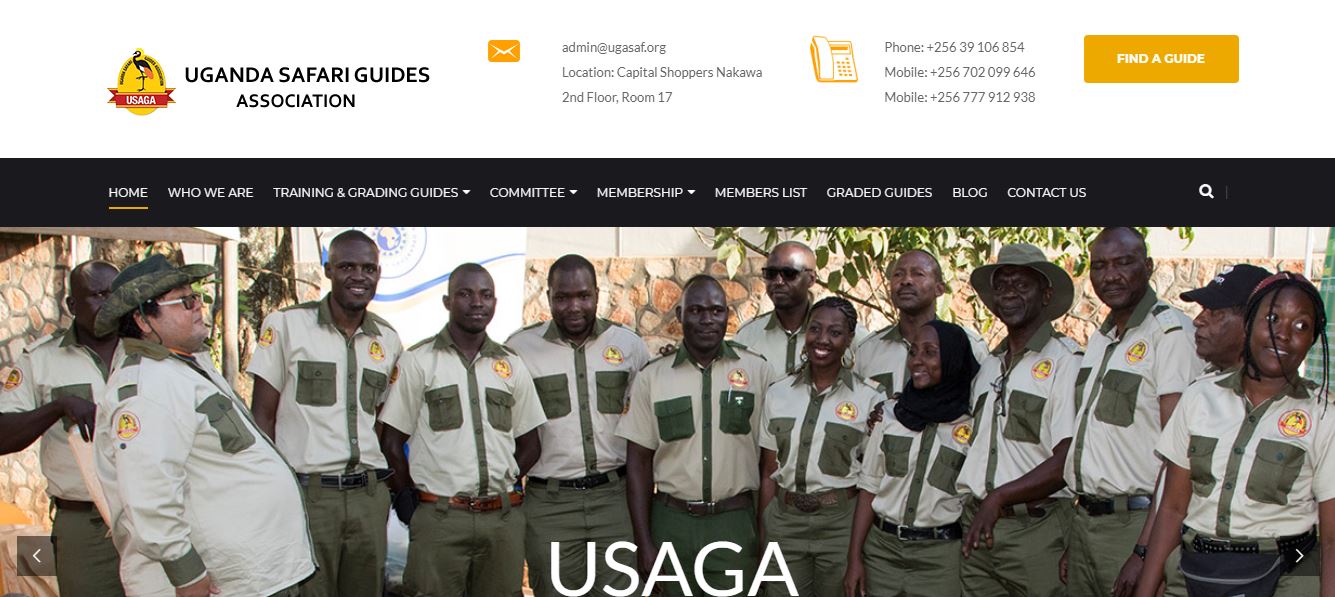 USAGA
UGANDA SAFARI GUIDES
ASSOCIATION
admin@ugasaf.org
Location: Capital Shoppers Nakawa
2nd Floor, Room 17
Phone: +256 39 106 854
Mobile: +256 702 099 646
Mobile: +256 777 912 938
FIND A GUIDE
HOME WHO WE ARE TRAINING & GRADING GUIDES COMMITTEE MEMBERSHIP MEMBERS LIST GRADED GUIDES BLOG CONTACT US
USAGA